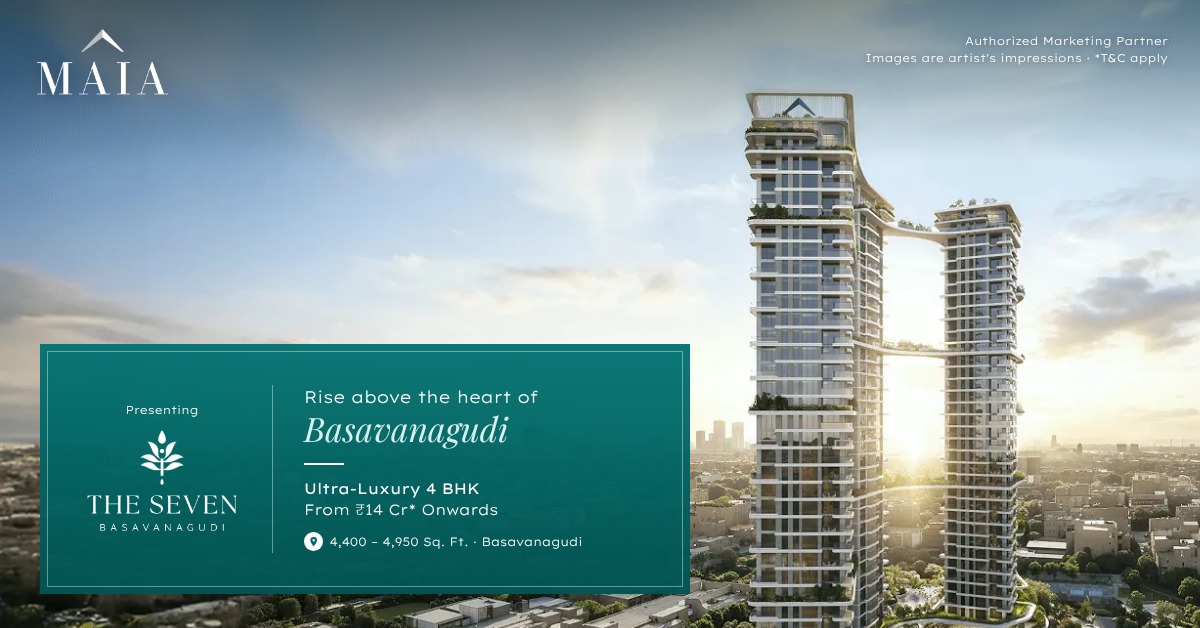 MAIA
Authorized Marketing Partner
Images are artist's impressions · *T&C apply
Presenting
THE SEVEN
BASAVANAGUDI
Rise above the heart of
Basavanagudi
Ultra-Luxury 4 BHK
From ₹14 Cr* Onwards
4,400 – 4,950 Sq. Ft. · Basavanagudi